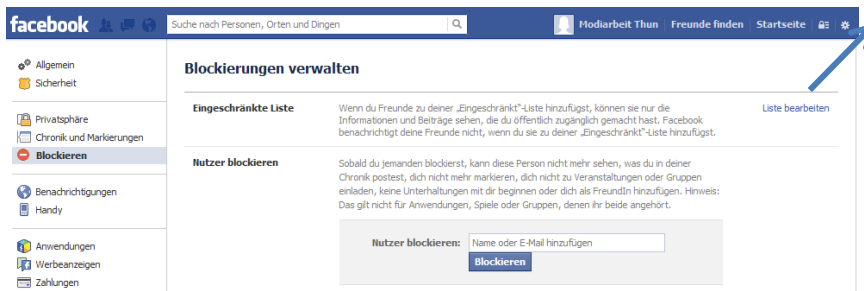 facebook Suche nach Personen, Orten und Dingen Modiarbeit Thun Freunde finden Startseite
Allgemein
Sicherheit
Privatsphäre
Chronik und Markierungen
Blockieren
Benachrichtigungen
Handy
Anwendungen
Werbeanzeigen
Zahlungen
Blockierungen verwalten
Eingeschränkte Liste
Wenn du Freunde zu deiner „Eingeschränkt“-Liste hinzufügst, können sie nur die
Informationen und Beiträge sehen, die du öffentlich zugänglich gemacht hast. Facebook
benachrichtigt deine Freunde nicht, wenn du sie zu deiner „Eingeschränkt“-Liste hinzufügst.
Liste bearbeiten
Nutzer blockieren
Sobald du jemanden blockierst, kann diese Person nicht mehr sehen, was du in deiner
Chronik postest, dich nicht mehr markieren, dich nicht zu Veranstaltungen oder Gruppen
einladen, keine Unterhaltungen mit dir beginnen oder dich als FreundIn hinzufügen. Hinweis:
Das gilt nicht für Anwendungen, Spiele oder Gruppen, denen ihr beide angehört.
Nutzer blockieren: Name oder E-Mail hinzufügen
Blockieren